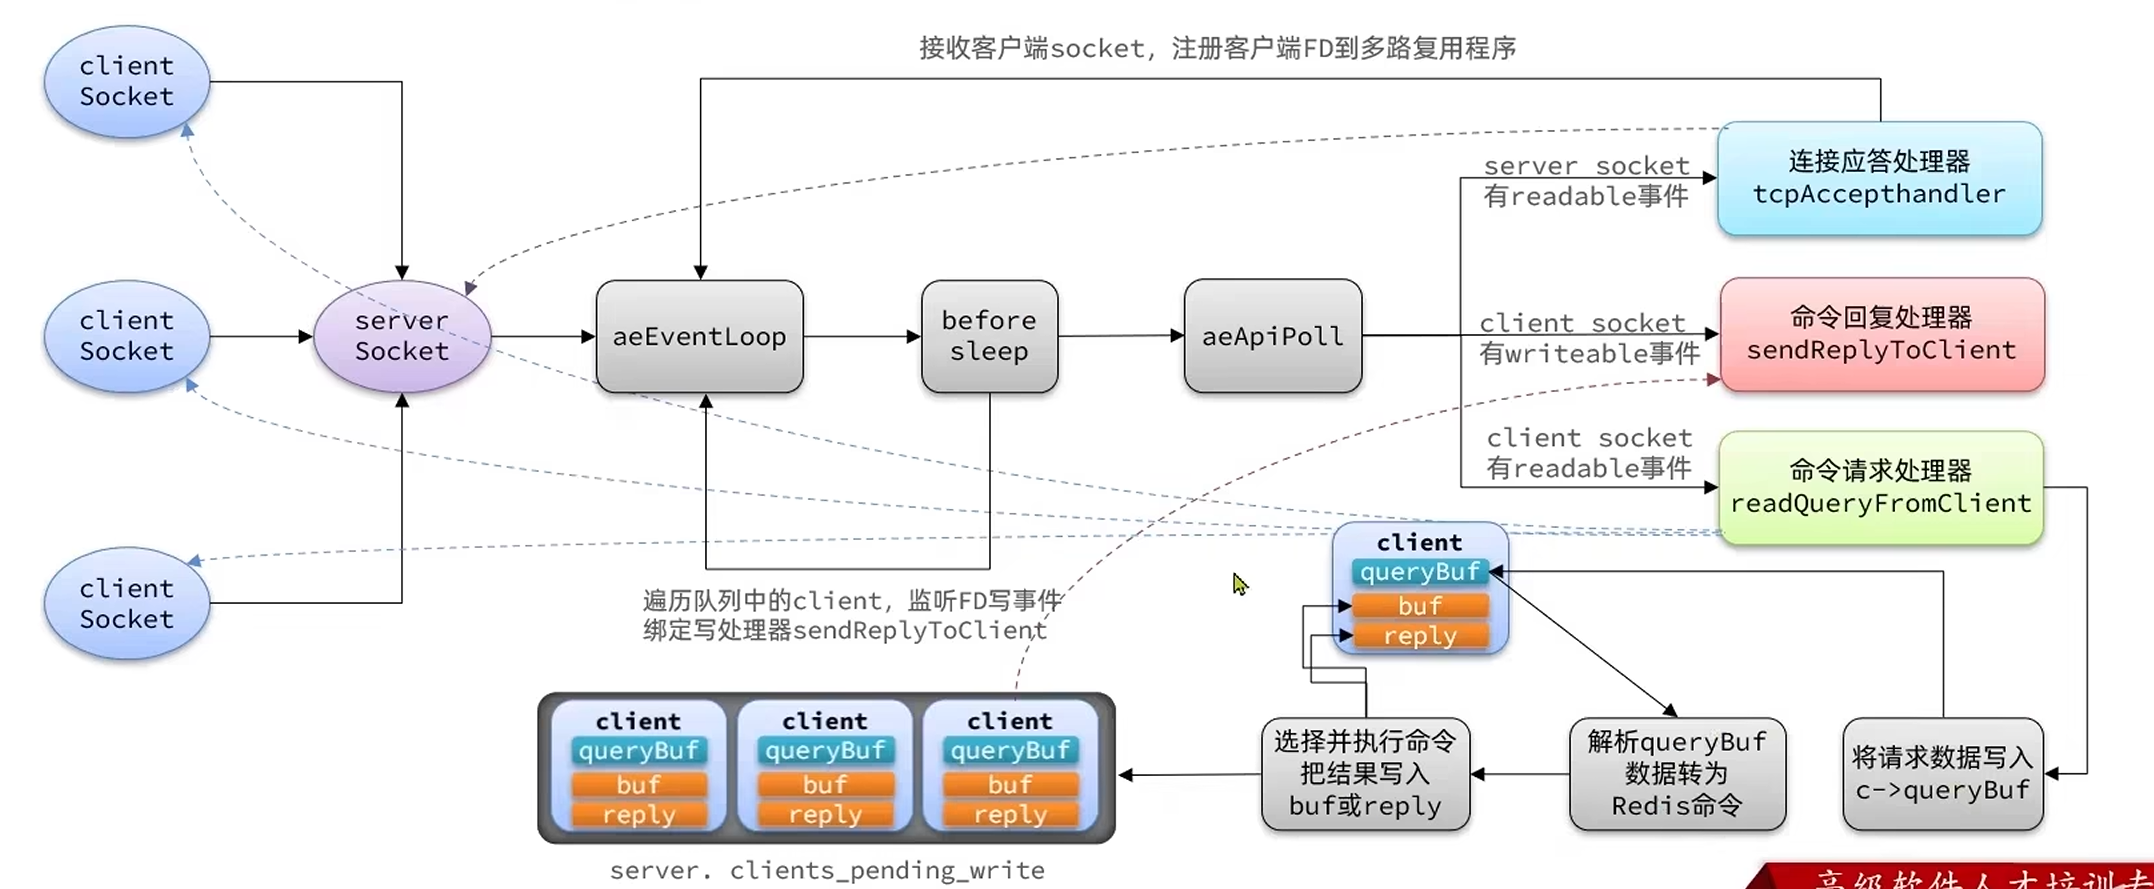 接收客户端socket，注册客户端FD到多路复用程序
client
Socket
client
Socket
client
Socket
server
Socket
aeEventLoop
before
sleep
aeApiPoll
server socket
有readable事件
连接应答处理器
tcpAccepthandler
client socket
有writeable事件
命令回复处理器
sendReplyToClient
client socket
有readable事件
命令请求处理器
readQueryFromClient
遍历队列中的client，监听FD写事件
绑定写处理器sendReplyToClient
client
queryBuf
buf
reply
client
queryBuf
buf
reply
client
queryBuf
buf
reply
client
queryBuf
buf
reply
server. clients_pending_write
选择并执行命令
把结果写入
buf或reply
解析queryBuf
数据转为
Redis命令
将请求数据写入
c->queryBuf
高级软件人才培训专